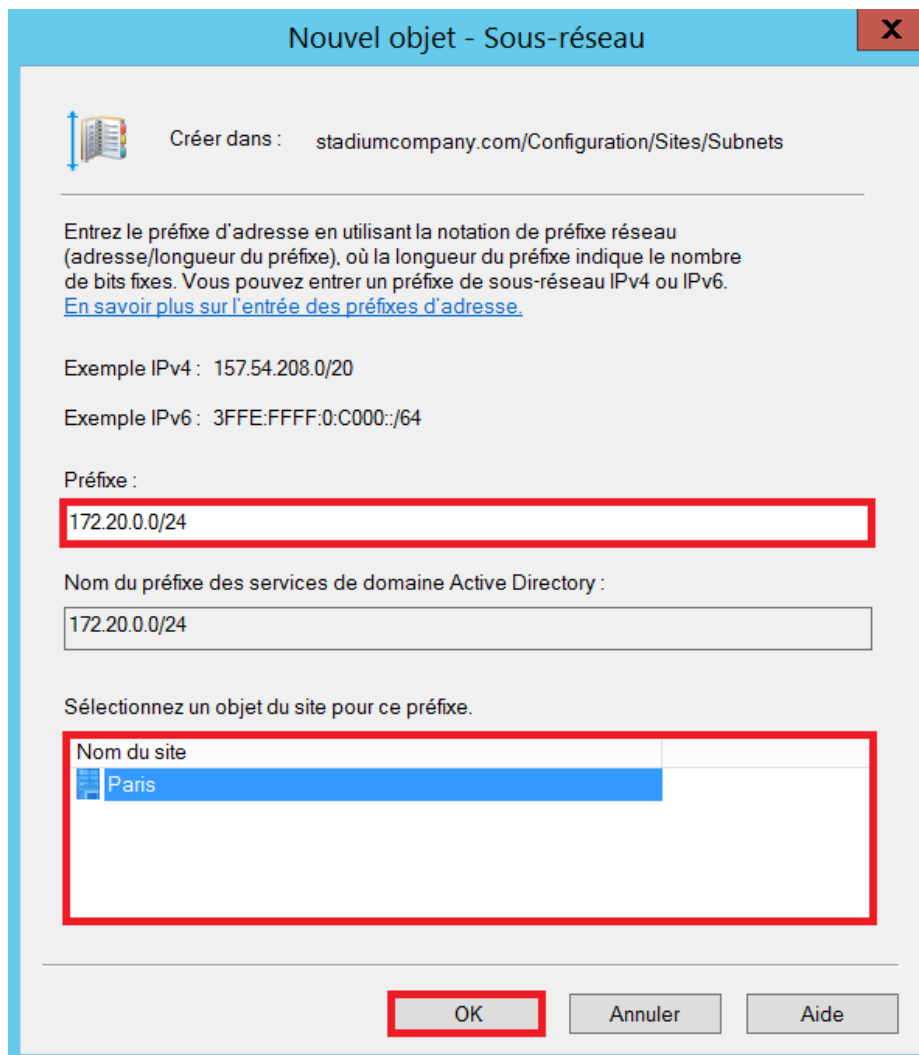 Nouvel objet - Sous-réseau
X
Créer dans : stadiumcompany.com/Configuration/Sites/Subnets
Entrez le préfixe d'adresse en utilisant la notation de préfixe réseau
(adresse/longueur du préfixe), où la longueur du préfixe indique le nombre
de bits fixes. Vous pouvez entrer un préfixe de sous-réseau IPv4 ou IPv6.
En savoir plus sur l'entrée des préfixes d'adresse.
Exemple IPv4 : 157.54.208.0/20
Exemple IPv6 : 3FFE:FFFF:0:C000::/64
Préfixe :
172.20.0.0/24
Nom du préfixe des services de domaine Active Directory :
172.20.0.0/24
Sélectionnez un objet du site pour ce préfixe.
Nom du site
Paris
OK Annuler Aide